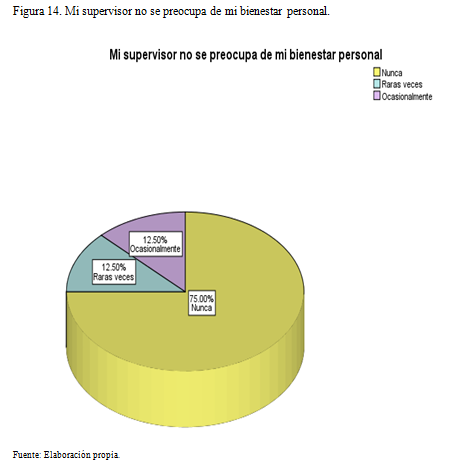 Figura 14. Mi supervisor no se preocupa de mi bienestar personal.
Mi supervisor no se preocupa de mi bienestar personal
Nunca
Raras veces
Ocasionalmente
12.50%
Ocasionalmente
12.50%
Raras veces
75.00%
Nunca
Fuente: Elaboración propia.